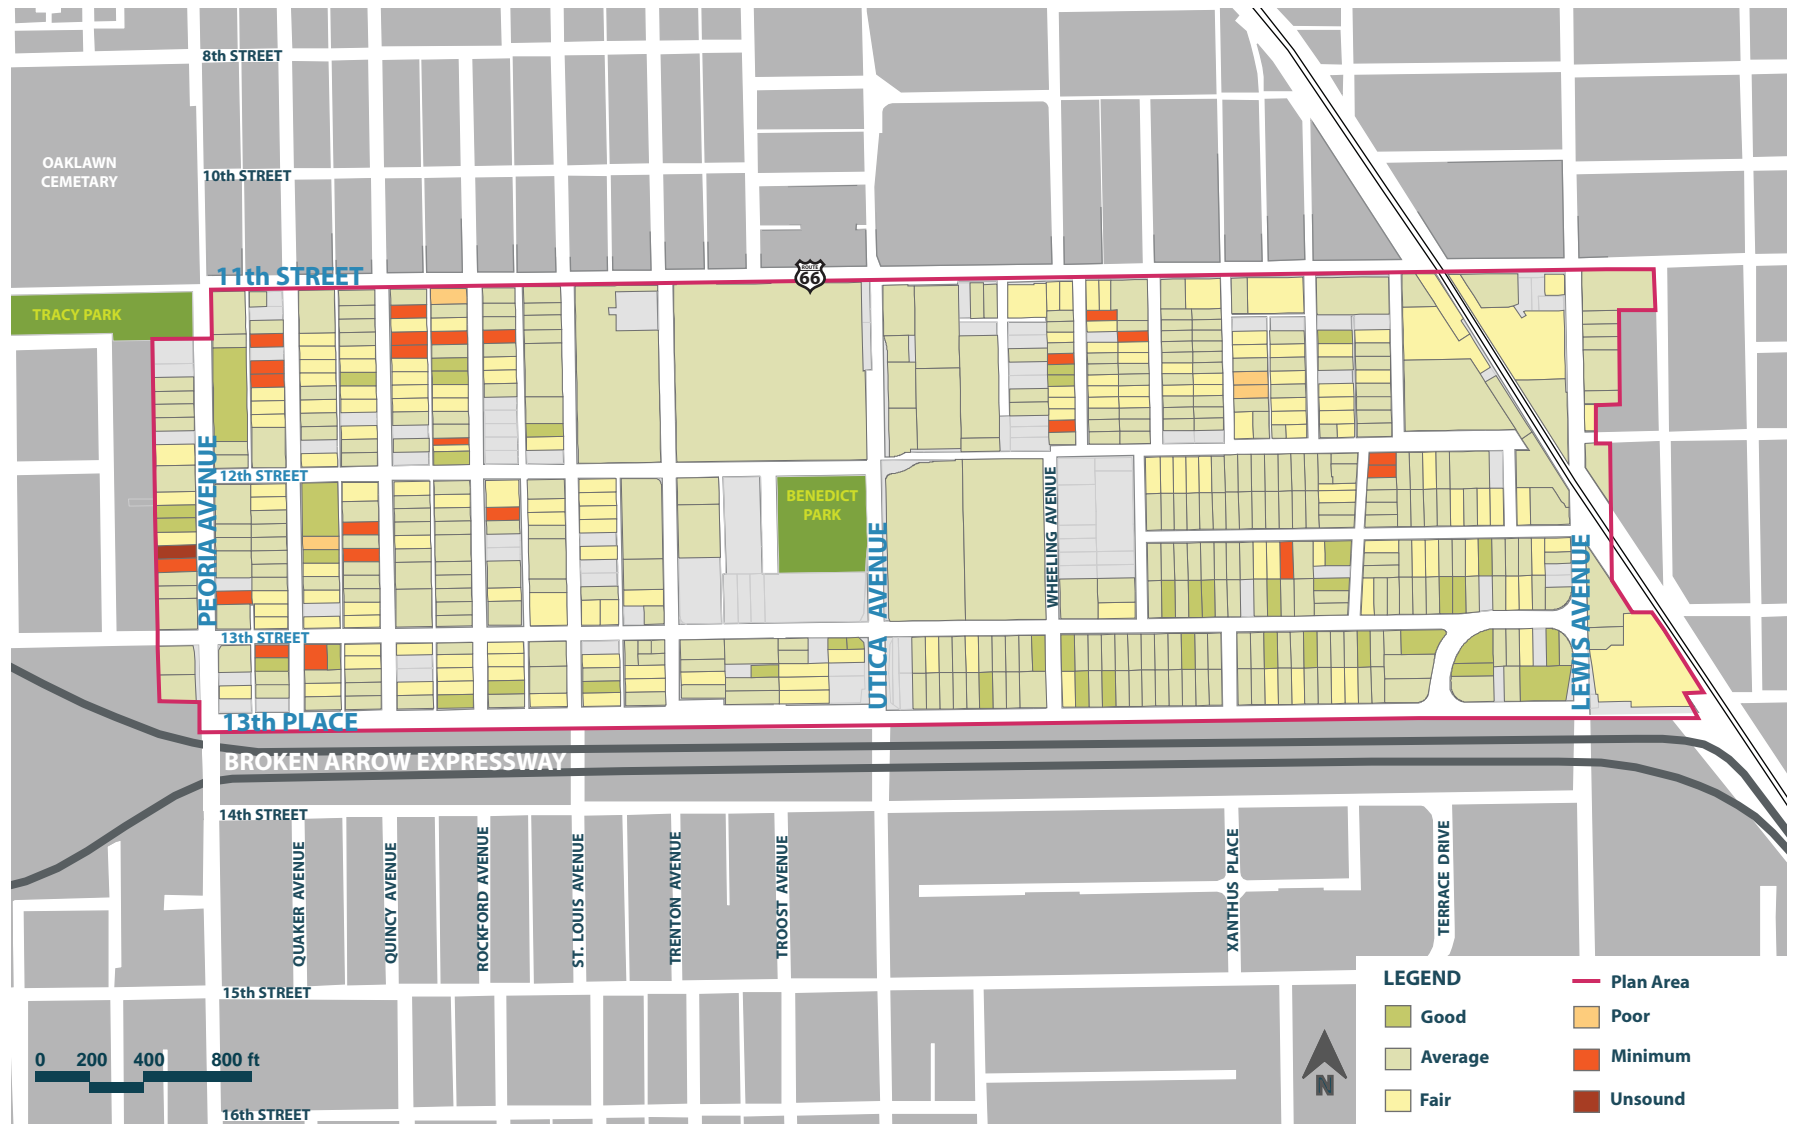 8th STREET
OAKLAWN
CEMETARY
10th STREET
11th STREET
ROUTE
66
TRACY PARK
12th STREET
BENEDICT
PARK
PEORIA AVENUE
UTICA AVENUE
WHEELING AVENUE
LEWIS AVENUE
13th STREET
13th PLACE
BROKEN ARROW EXPRESSWAY
14th STREET
QUAKER AVENUE
QUINCY AVENUE
ROCKFORD AVENUE
ST. LOUIS AVENUE
TRENTON AVENUE
TROOST AVENUE
XANTHUS PLACE
TERRACE DRIVE
15th STREET
16th STREET
0 200 400 800 ft
N
LEGEND
Good
Average
Fair
Plan Area
Poor
Minimum
Unsound